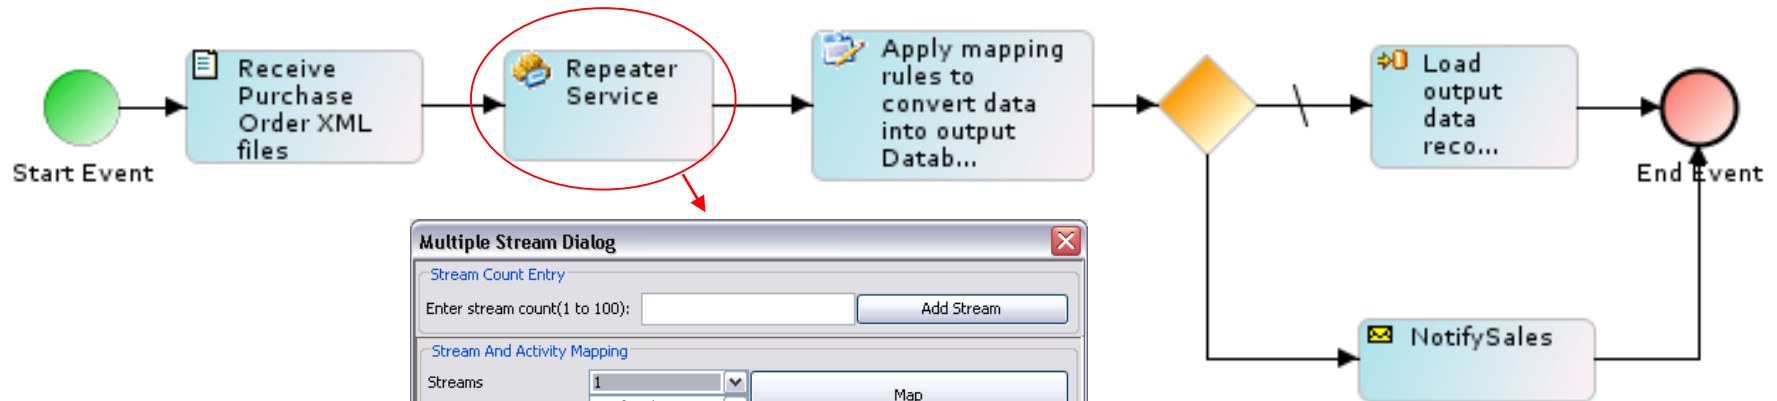 Start Event
Receive
Purchase
Order XML
files
Repeater
Service
Apply mapping
rules to
convert data
into output
Datab...
Load
output
data
reco...
End Event
NotifySales
Multiple Stream Dialog
Stream Count Entry
Enter stream count(1 to 100):
Add Stream
Stream And Activity Mapping
Streams
1
Map